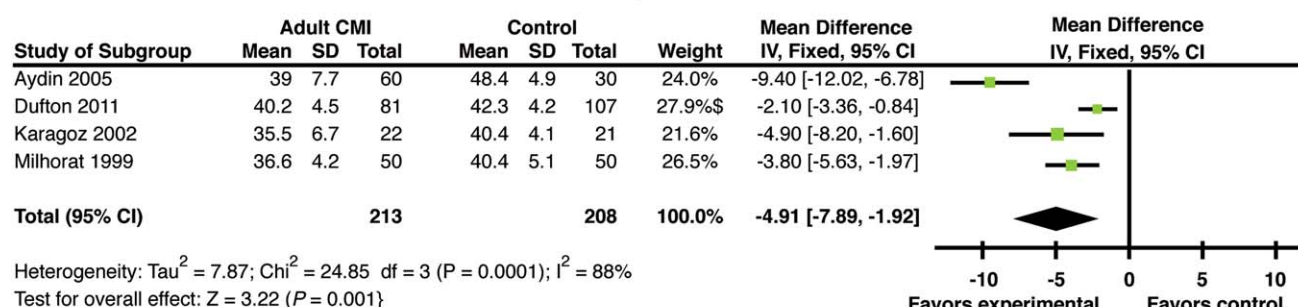 Adult CMI Control Mean Difference Mean Difference
Study of Subgroup Mean SD Total Mean SD Total Weight IV, Fixed, 95% CI IV, Fixed, 95% CI
Aydin 2005 39 7.7 60 48.4 4.9 30 24.0% -9.40 [-12.02, -6.78]
Dufton 2011 40.2 4.5 81 42.3 4.2 107 27.9%$ -2.10 [-3.36, -0.84]
Karagoz 2002 35.5 6.7 22 40.4 4.1 21 21.6% -4.90 [-8.20, -1.60]
Milhorat 1999 36.6 4.2 50 40.4 5.1 50 26.5% -3.80 [-5.63, -1.97]
Total (95% CI) 213 208 100.0% -4.91 [-7.89, -1.92]
Heterogeneity: Tau² = 7.87; Chi² = 24.85 df = 3 (P = 0.0001); I² = 88%
-10 -5 0 5 10
Test for overall effect: Z = 3.22 (P = 0.001}
Favors experimental Favors control